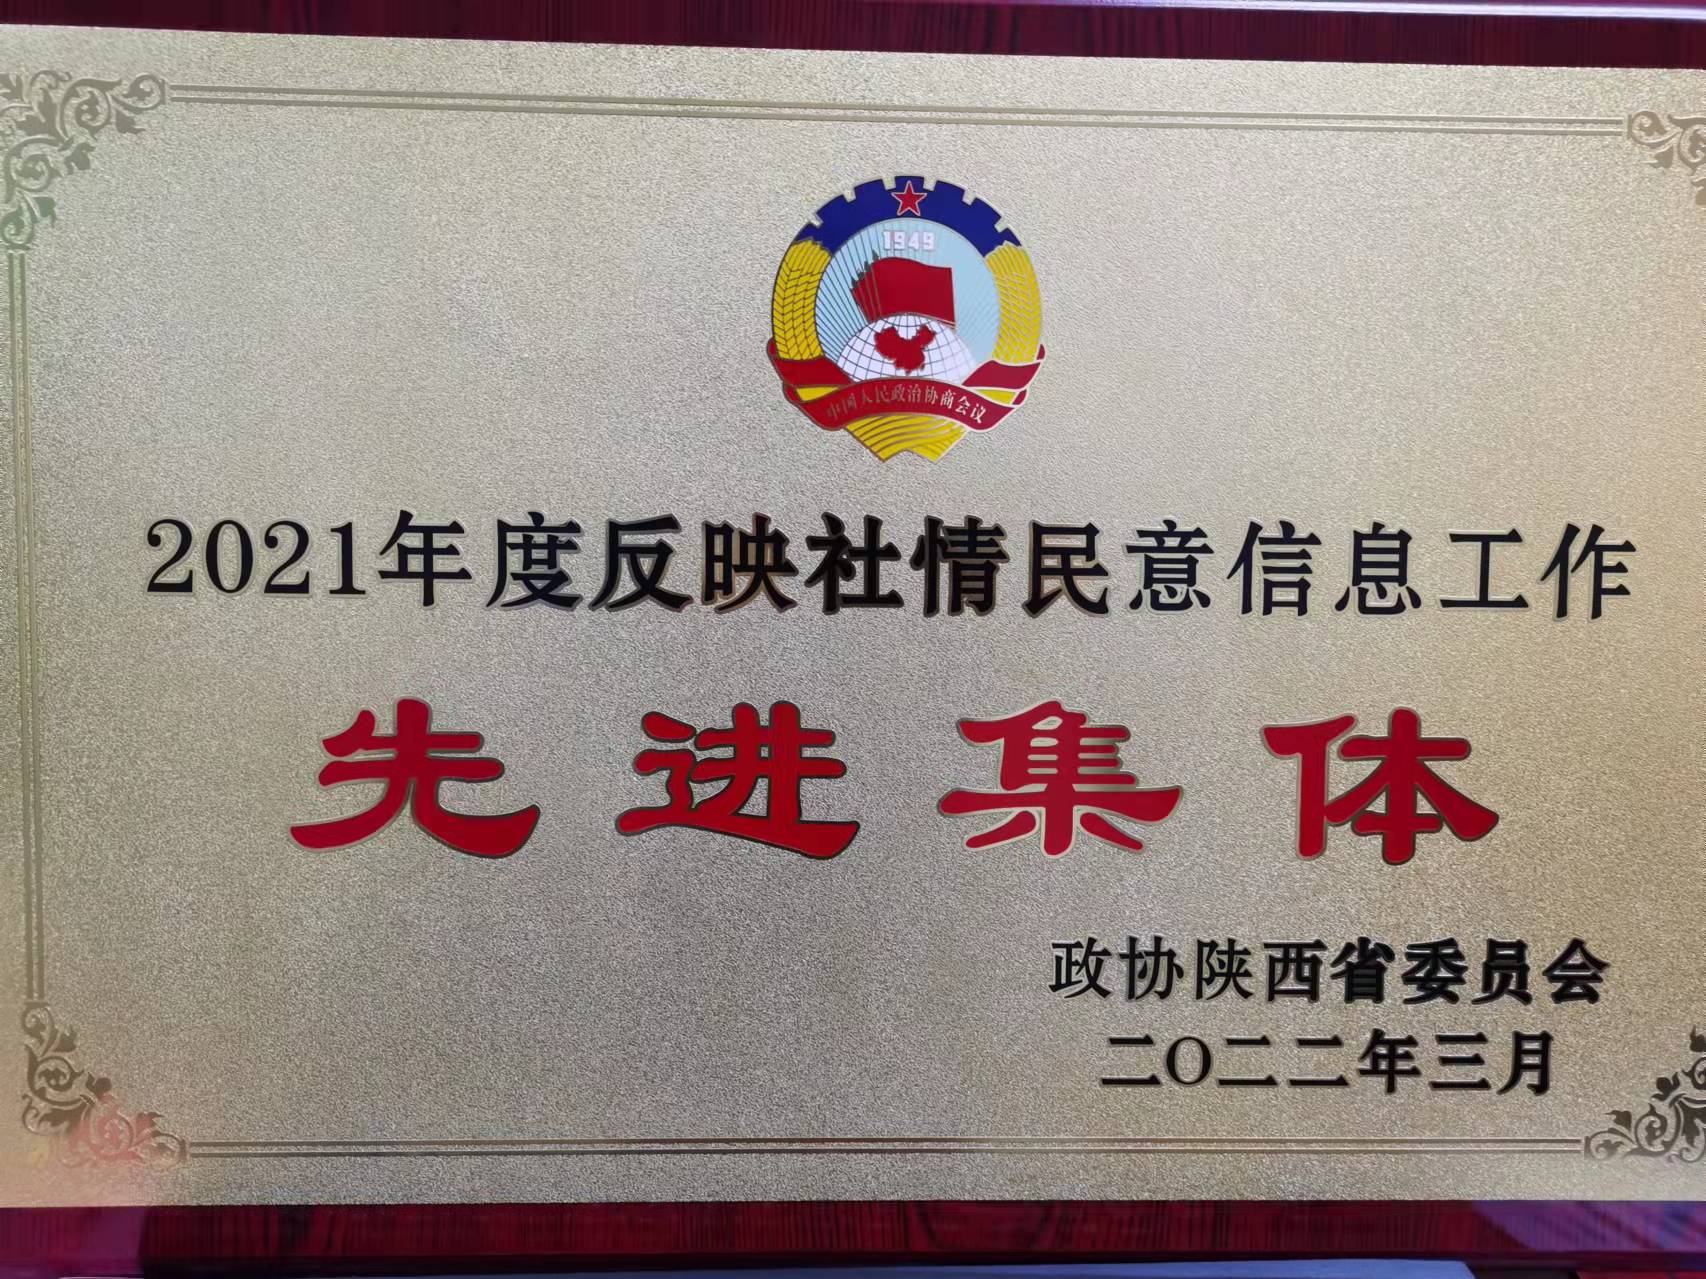 1949
中国人民政治协商会议
2021年度反映社情民意信息工作
先进集体
政协陕西省委员会
二〇二二年三月